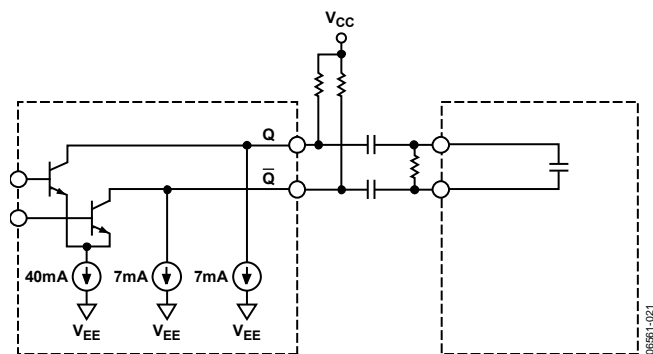 VCC
Q
Q̅
40mA 7mA 7mA
VEE VEE VEE
06561-021